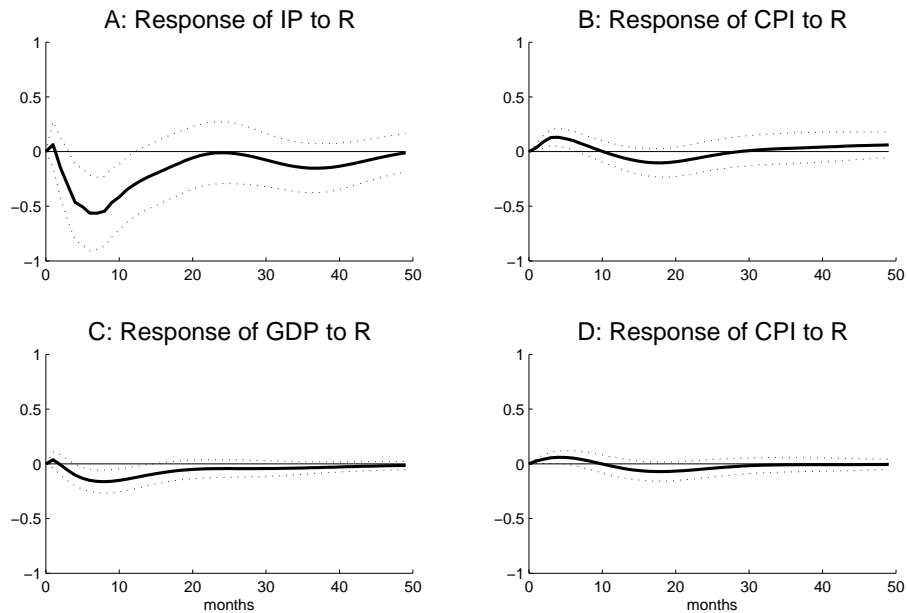 A: Response of IP to R
1
0.5
0
−0.5
−1
0 10 20 30 40 50
B: Response of CPI to R
1
0.5
0
−0.5
−1
0 10 20 30 40 50
C: Response of GDP to R
1
0.5
0
−0.5
−1
0 10 20 30 40 50
months
D: Response of CPI to R
1
0.5
0
−0.5
−1
0 10 20 30 40 50
months